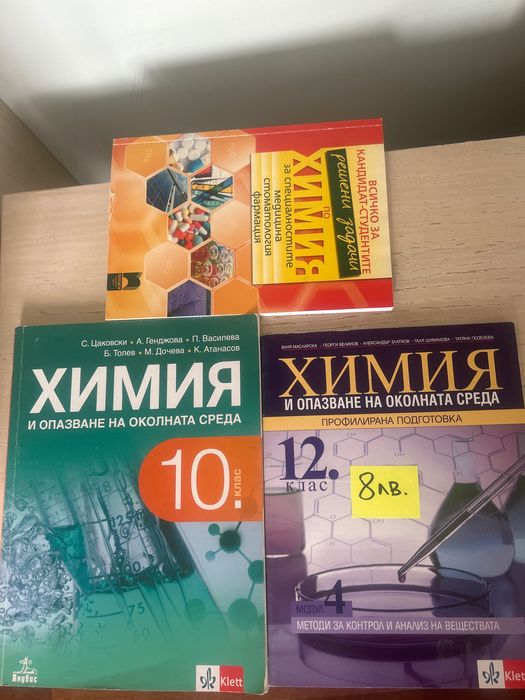 ВСИЧКО ЗА
КАНДИДАТ-СТУДЕНТИТЕ
решени задачи
ПО
ХИМИЯ
за специалностите
медицина
стоматология
фармация
С. Цаковски • А. Генджова • П. Василева
Б. Толев • М. Дочева • К. Атанасов
ХИМИЯ
И ОПАЗВАНЕ НА ОКОЛНАТА СРЕДА
10. клас
Анубис
Klett
ВАНЯ МАСЛАРСКА • ГЕОРГИ ВЕЛИНОВ • АЛЕКСАНДЪР ЗЛАТКОВ • ГАЛЯ ШУМАНОВА • ТАТЯНА ГЮЗЕЛЕВА
ХИМИЯ
И ОПАЗВАНЕ НА ОКОЛНАТА СРЕДА
ПРОФИЛИРАНА ПОДГОТОВКА
12.
клас
8лв.
МОДУЛ 4
МЕТОДИ ЗА КОНТРОЛ И АНАЛИЗ НА ВЕЩЕСТВАТА
Klett